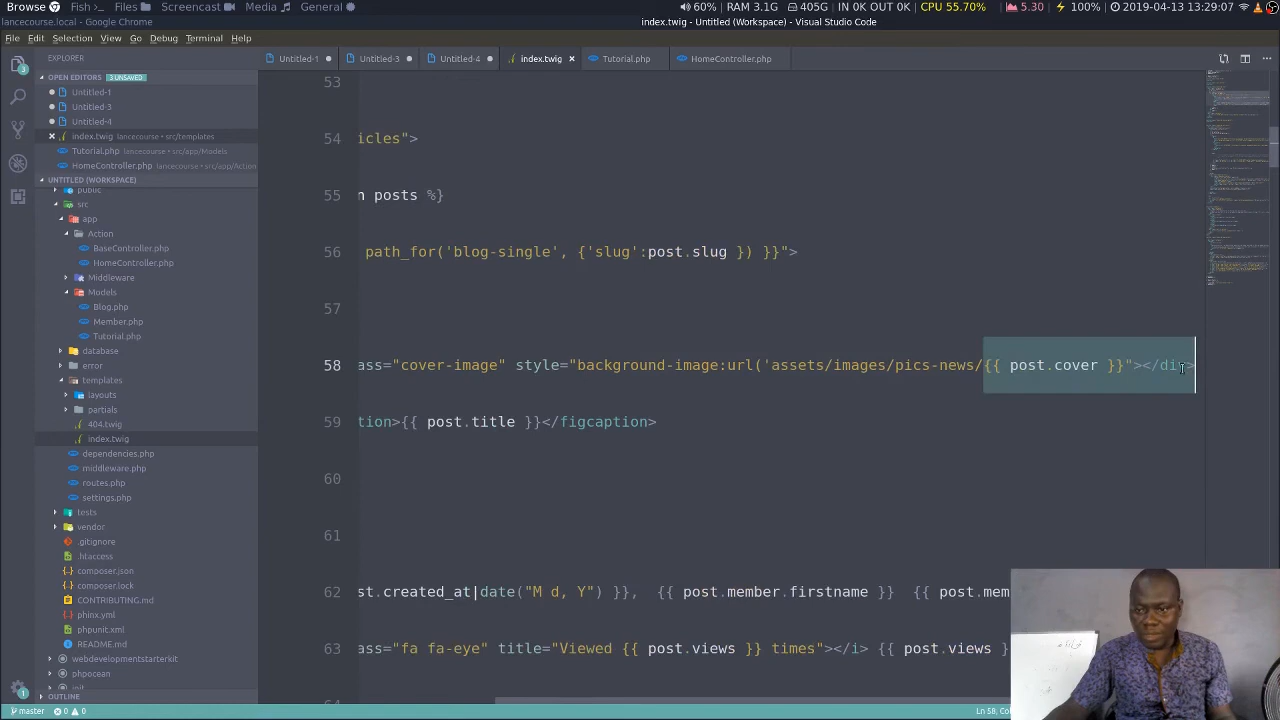 Browse Fish Screencast Media Social 60% RAM 3.1G 405G IN 0K OUT 0K CPU 55.70% 5.30 100% 2019-04-13 13:29:07
lancecourse.local - Google Chrome index.twig - Untitled (Workspace) - Visual Studio Code
File Edit Selection View Go Debug Terminal Help
EXPLORER Untitled-1 Untitled-3 Untitled-4 index.twig Tutorial.php HomeController.php
OPEN EDITORS 3 UNSAVED
Untitled-1
Untitled-3
Untitled-4
index.twig lancecourse • src/templates
Tutorial.php lancecourse • src/app/Models
HomeController.php lancecourse • src/app/Action
UNTITLED (WORKSPACE)
public
src
app
Action
BaseController.php
HomeController.php
Middleware
Models
Blog.php
Member.php
Tutorial.php
database
error
templates
layouts
partials
404.twig
index.twig
dependencies.php
middleware.php
routes.php
settings.php
tests
vendor
.gitignore
.htaccess
composer.json
composer.lock
CONTRIBUTING.md
phinx.yml
phpunit.xml
README.md
webdevelopmentstarterkit
phpocean
OUTLINE
53
54 icles">
55 n posts %}
56 path_for('blog-single', {'slug':post.slug }) }}">
57
58 ass="cover-image" style="background-image:url('assets/images/pics-news/{{ post.cover }}"></div>
59 tion>{{ post.title }}</figcaption>
60
61
62 st.created_at|date("M d, Y") }}, {{ post.member.firstname }} {{ post.mem
63 ass="fa fa-eye" title="Viewed {{ post.views }} times"></i> {{ post.views
master 0 0 Ln 58, Co